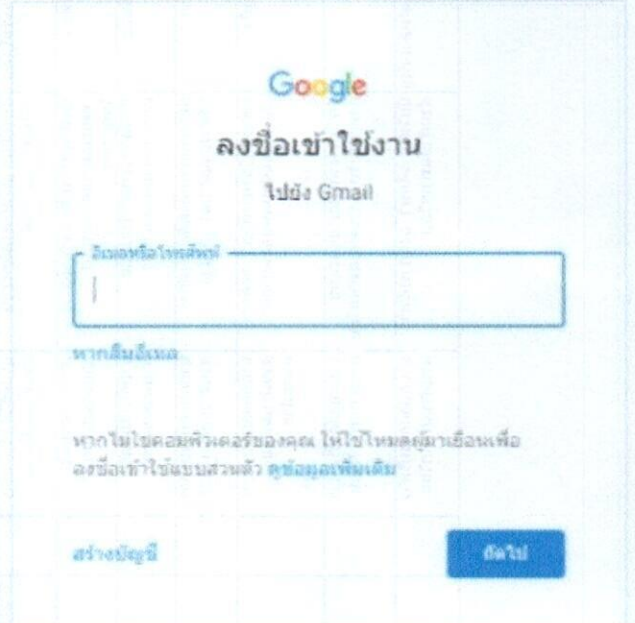 Google
ลงชื่อเข้าใช้งาน
ไปยัง Gmail
อีเมลหรือโทรศัพท์
หากลืมอีเมล
หากไม่ใช่คอมพิวเตอร์ของคุณ ให้ใช้โหมดผู้มาเยือนเพื่อ
ลงชื่อเข้าใช้แบบส่วนตัว ดูข้อมูลเพิ่มเติม
สร้างบัญชี
ถัดไป